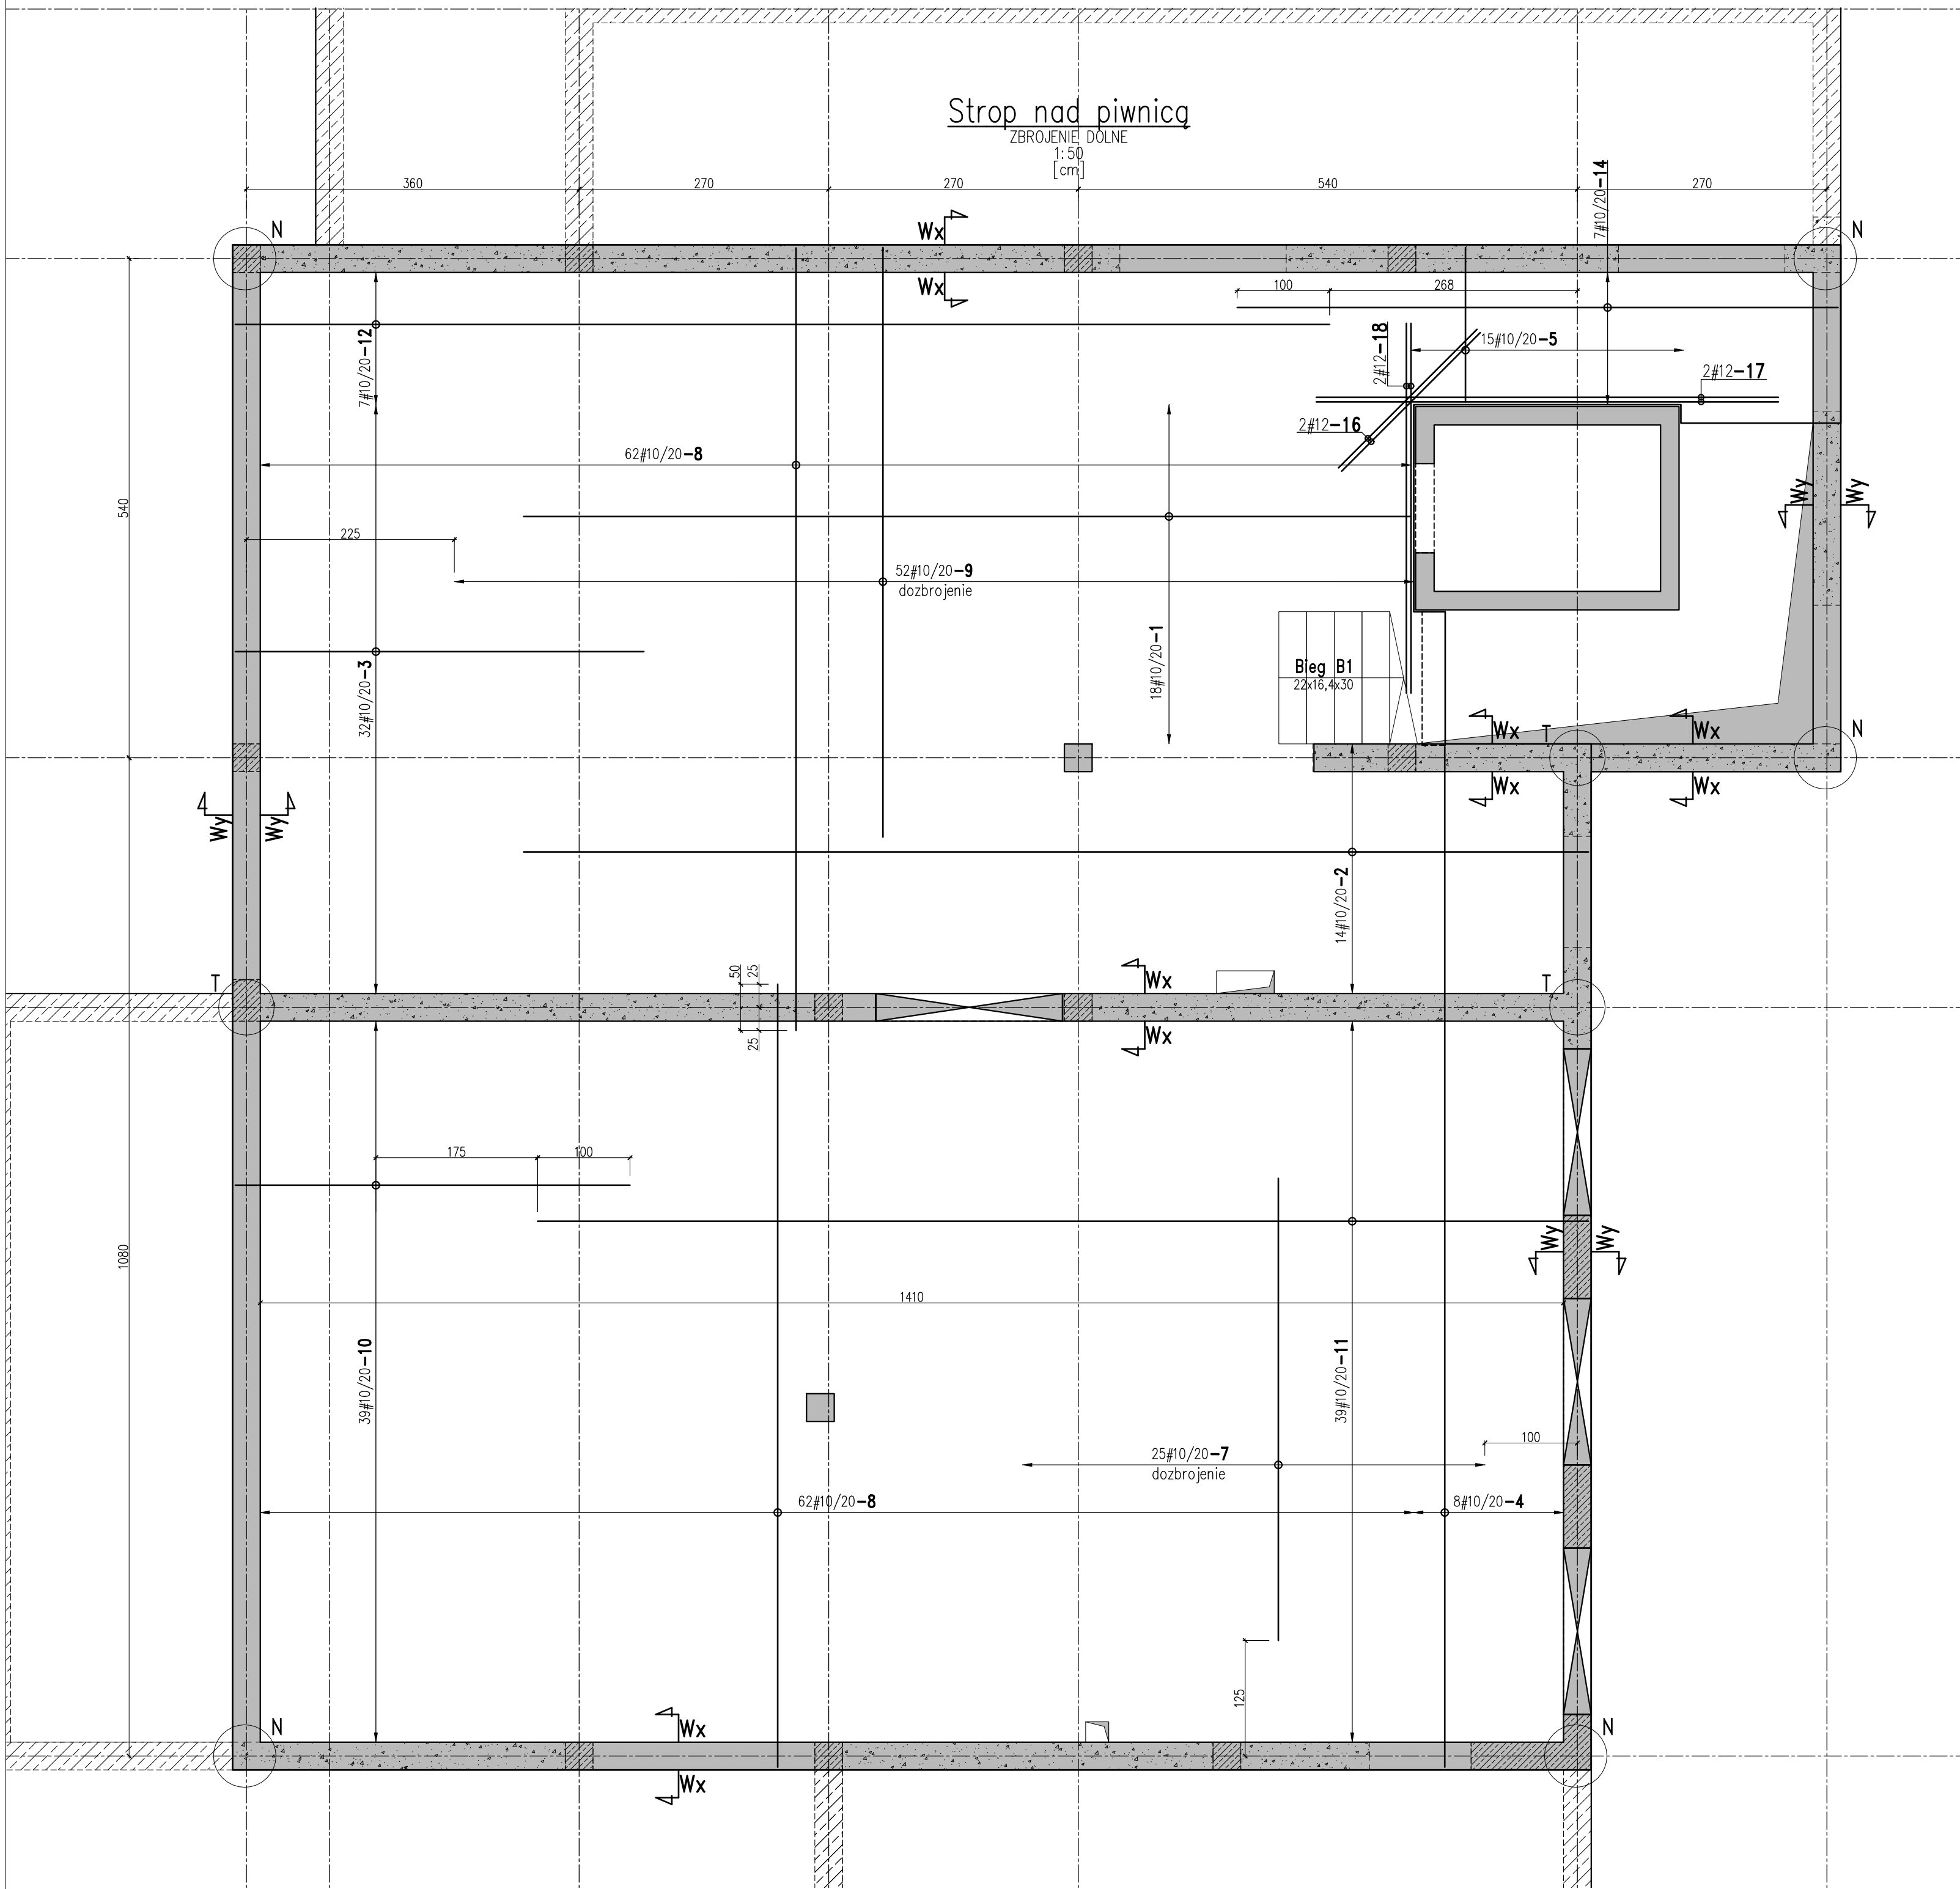 Strop nad piwnicą
ZBROJENIE DOLNE
1:50
[cm]
360
270
270
540
270
7#10/20-14
N
Wx
N
Wx
100
268
7#10/20-12
2#12-18
15#10/20-5
2#12-17
2#12-16
62#10/20-8
Wy
Wy
540
225
52#10/20-9
dozbrojenie
18#10/20-1
Bieg B1
22x16,4x30
32#10/20-3
Wx
T
Wx
N
Wx
Wx
Wy
Wy
14#10/20-2
T
50
25
Wx
T
25
Wx
175
100
Wy
Wy
1080
1410
39#10/20-10
39#10/20-11
100
25#10/20-7
dozbrojenie
62#10/20-8
8#10/20-4
125
N
Wx
N
Wx